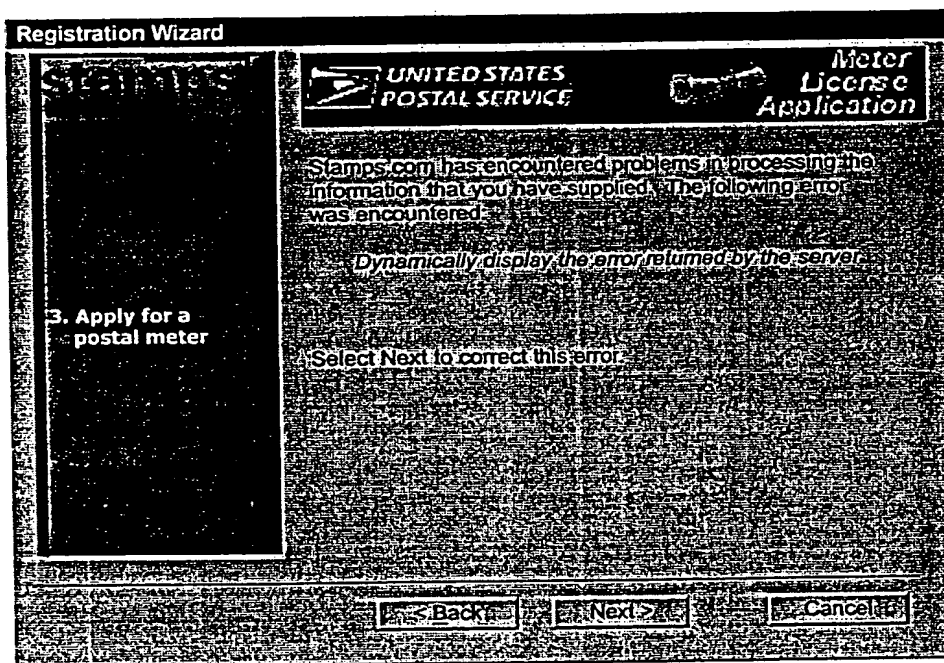 Registration Wizard
stamps
UNITED STATES
POSTAL SERVICE
Meter
License
Application
Stamps.com has encountered problems in processing the
information that you have supplied. The following error
was encountered:
Dynamically display the error returned by the server.
3. Apply for a
postal meter
Select Next to correct this error.
< Back
Next >
Cancel